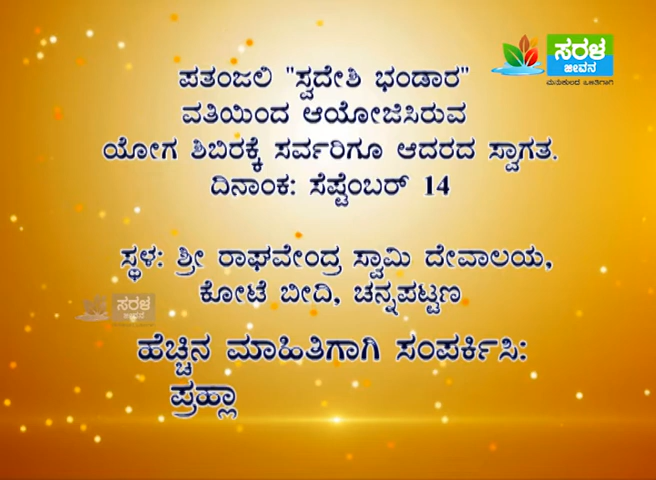 ಸರಳ
ಜೀವನ
ಪತಂಜಲಿ "ಸ್ವದೇಶಿ ಭಂಡಾರ"
ವತಿಯಿಂದ ಆಯೋಜಿಸಿರುವ
ಯೋಗ ಶಿಬಿರಕ್ಕೆ ಸರ್ವರಿಗೂ ಆದರದ ಸ್ವಾಗತ.
ದಿನಾಂಕ: ಸೆಪ್ಟೆಂಬರ್ 14
ಸ್ಥಳ: ಶ್ರೀ ರಾಘವೇಂದ್ರ ಸ್ವಾಮಿ ದೇವಾಲಯ,
ಕೋಟೆ ಬೀದಿ, ಚನ್ನಪಟ್ಟಣ
ಸರಳ
ಜೀವನ
ಹೆಚ್ಚಿನ ಮಾಹಿತಿಗಾಗಿ ಸಂಪರ್ಕಿಸಿ:
ಪ್ರಹ್ಲಾ